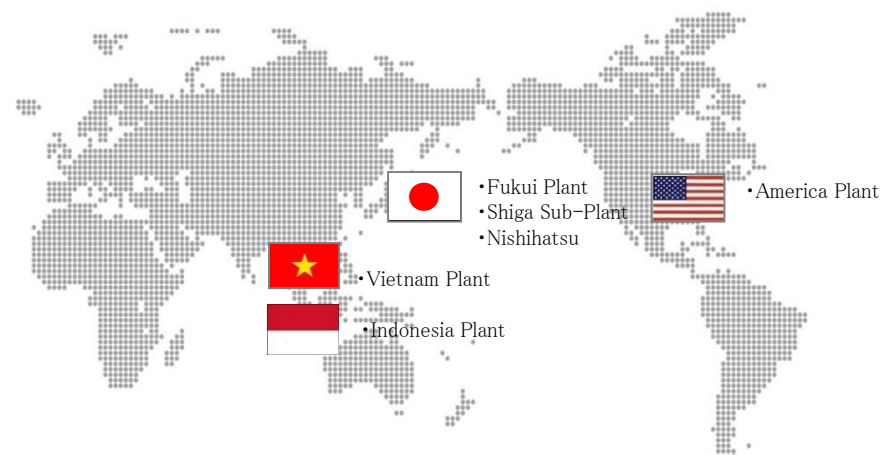 ・Fukui Plant
・Shiga Sub-Plant
・Nishihatsu
・America Plant
・Vietnam Plant
・Indonesia Plant